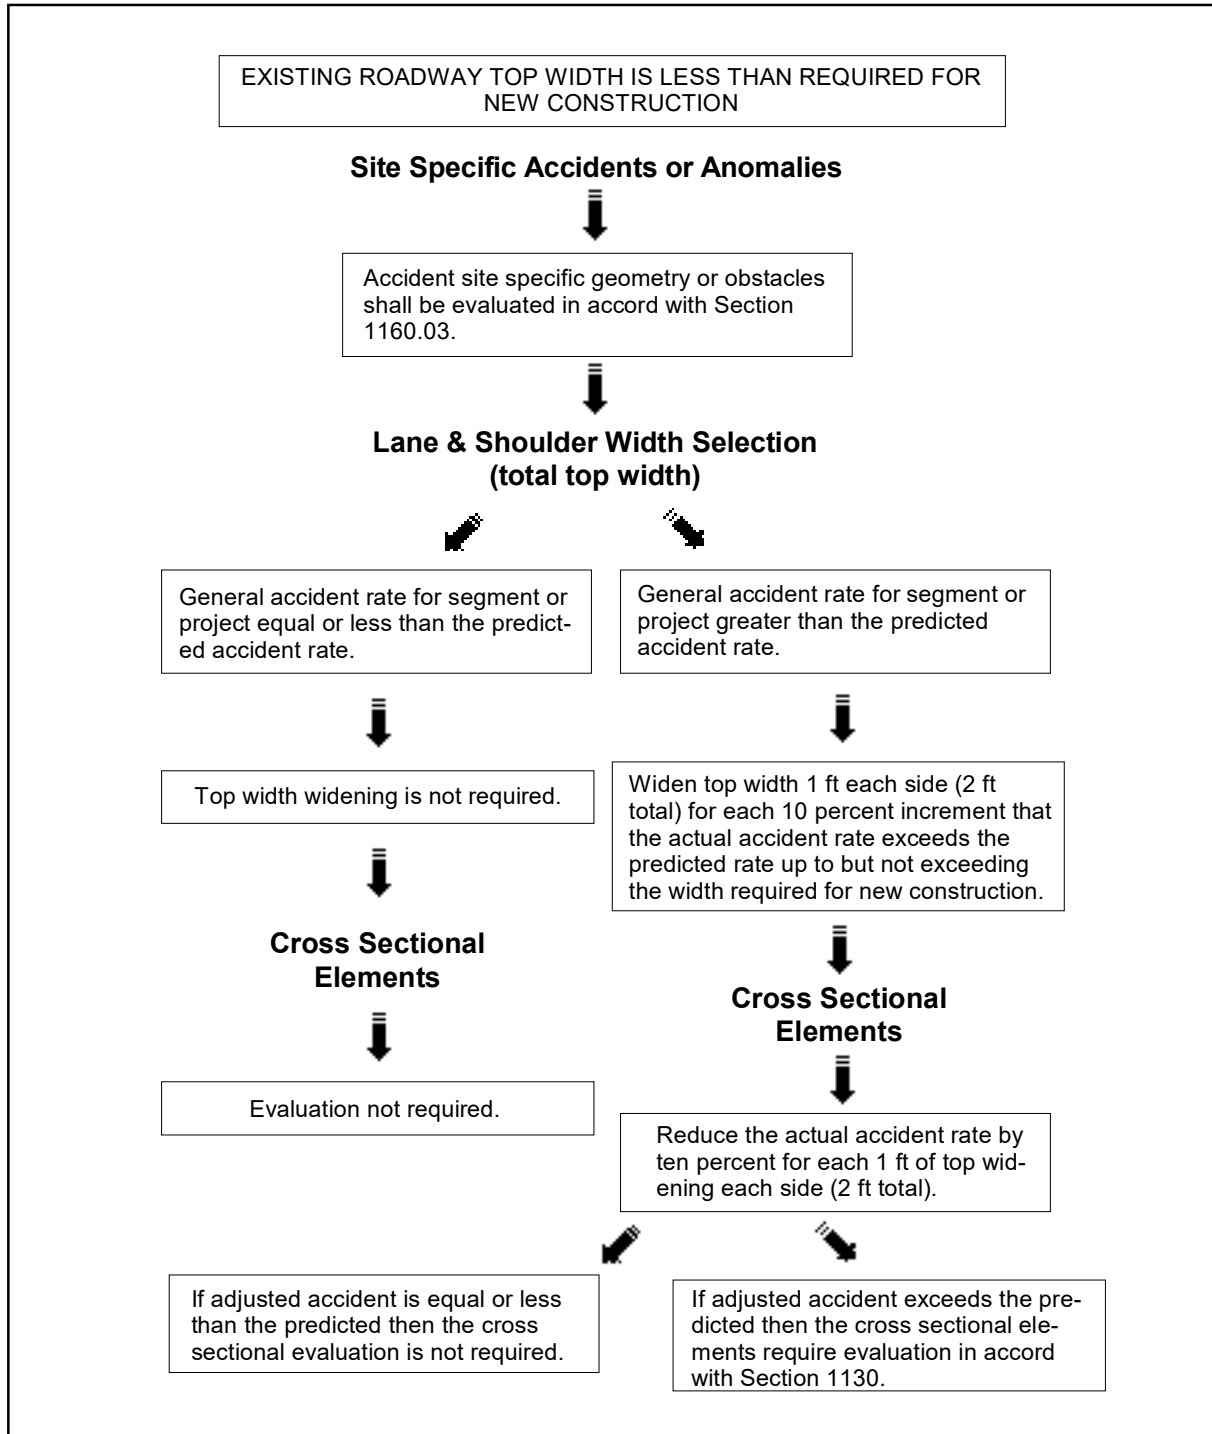 EXISTING ROADWAY TOP WIDTH IS LESS THAN REQUIRED FOR
NEW CONSTRUCTION
Site Specific Accidents or Anomalies
Accident site specific geometry or obstacles
shall be evaluated in accord with Section
1160.03.
Lane & Shoulder Width Selection
(total top width)
General accident rate for segment or
project equal or less than the predict-
ed accident rate.
General accident rate for segment or
project greater than the predicted
accident rate.
Top width widening is not required.
Widen top width 1 ft each side (2 ft
total) for each 10 percent increment that
the actual accident rate exceeds the
predicted rate up to but not exceeding
the width required for new construction.
Cross Sectional
Elements
Cross Sectional
Elements
Evaluation not required.
Reduce the actual accident rate by
ten percent for each 1 ft of top wid-
ening each side (2 ft total).
If adjusted accident is equal or less
than the predicted then the cross
sectional evaluation is not required.
If adjusted accident exceeds the pre-
dicted then the cross sectional ele-
ments require evaluation in accord
with Section 1130.